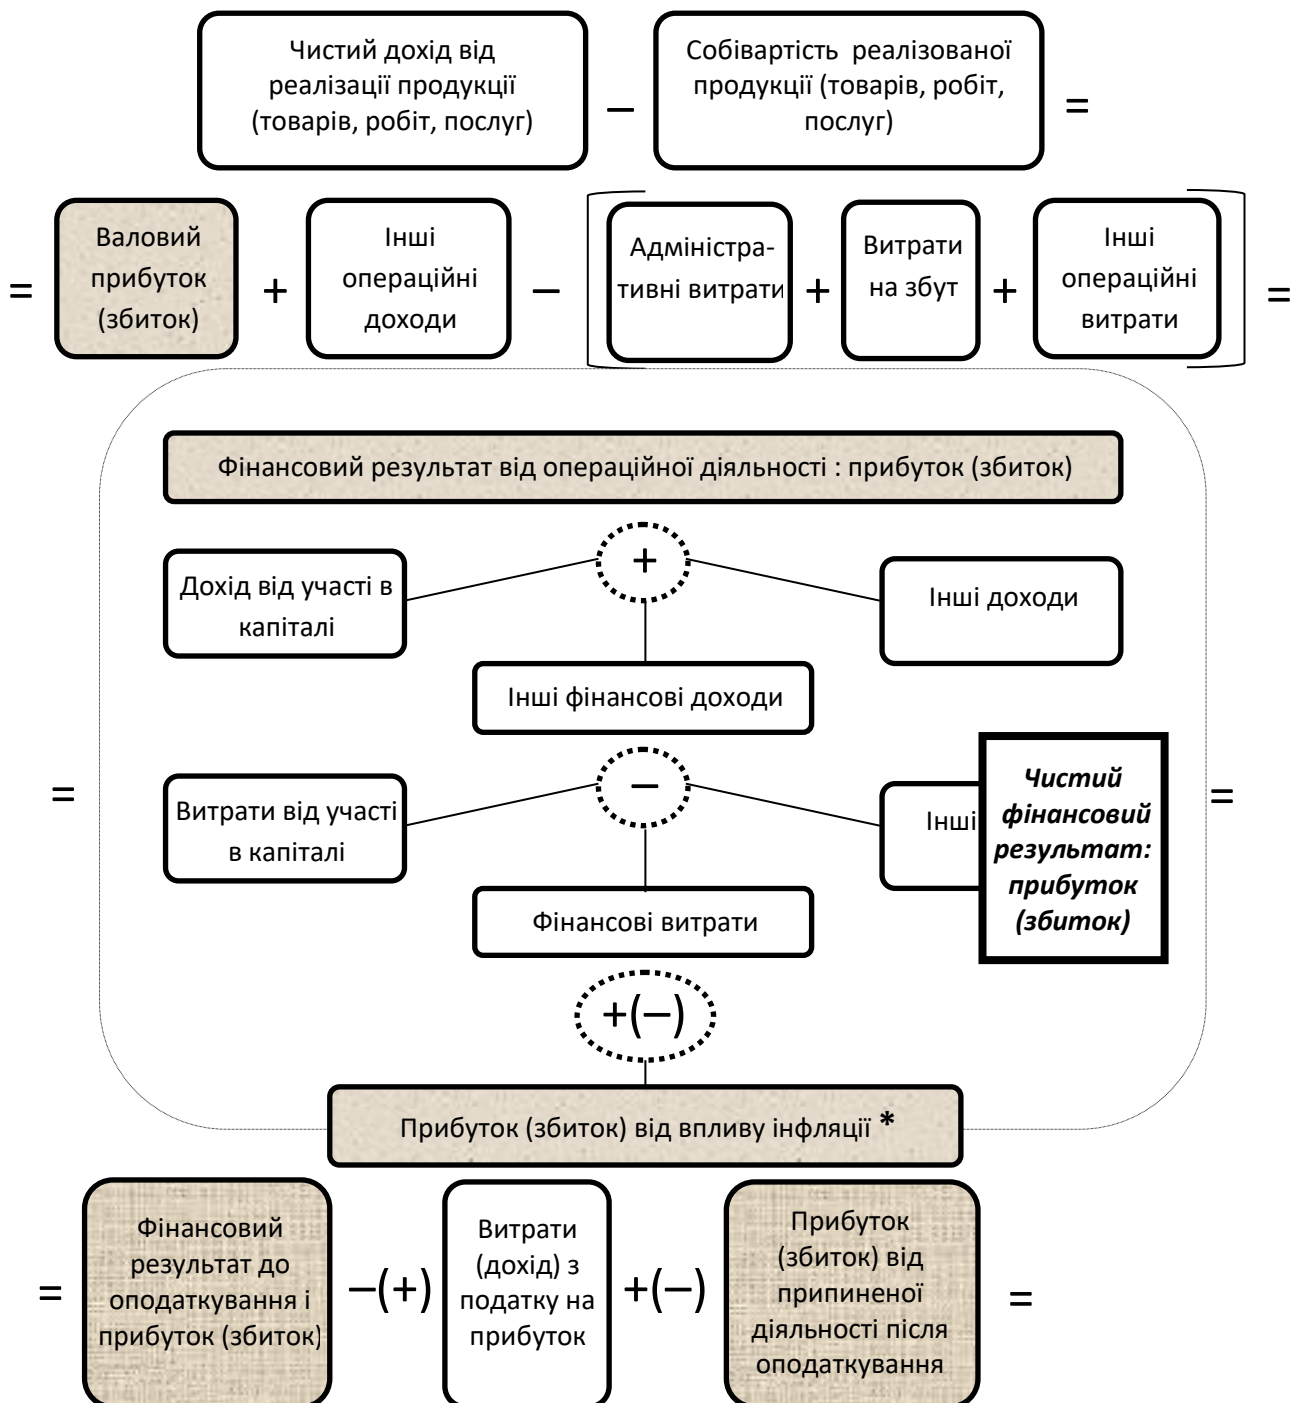 Чистий дохід від
реалізації продукції
(товарів, робіт, послуг)
–
Собівартість реалізованої
продукції (товарів, робіт,
послуг)
=
=
Валовий
прибуток
(збиток)
+
Інші
операційні
доходи
–
Адміністра-
тивні витрати
+
Витрати
на збут
+
Інші
операційні
витрати
=
Фінансовий результат від операційної діяльності : прибуток (збиток)
+
Дохід від участі в
капіталі
Інші доходи
Інші фінансові доходи
=
–
Витрати від участі
в капіталі
Інші
Чистий
фінансовий
результат:
прибуток
(збиток)
=
Фінансові витрати
+(–)
Прибуток (збиток) від впливу інфляції *
=
Фінансовий
результат до
оподаткування і
прибуток (збиток)
–(+)
Витрати
(дохід) з
податку на
прибуток
+(–)
Прибуток
(збиток) від
припиненої
діяльності після
оподаткування
=